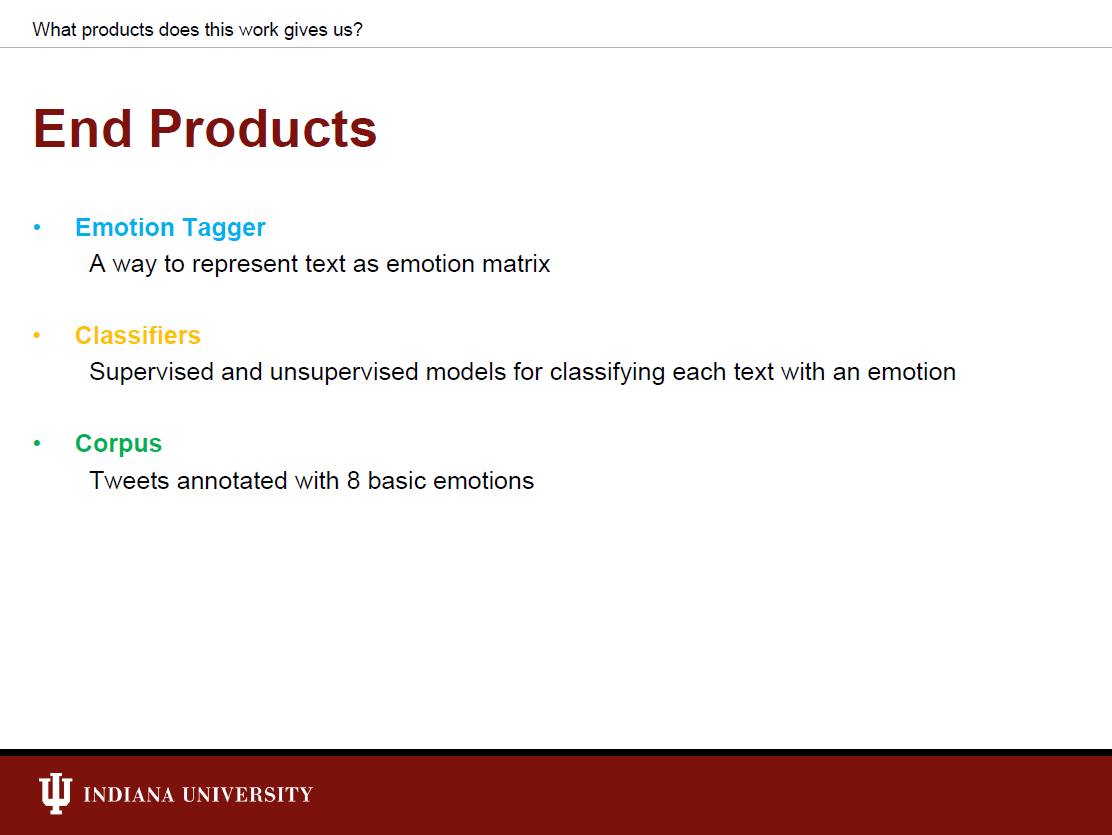 What products does this work gives us?
End Products
• Emotion Tagger
A way to represent text as emotion matrix
• Classifiers
Supervised and unsupervised models for classifying each text with an emotion
• Corpus
Tweets annotated with 8 basic emotions
INDIANA UNIVERSITY